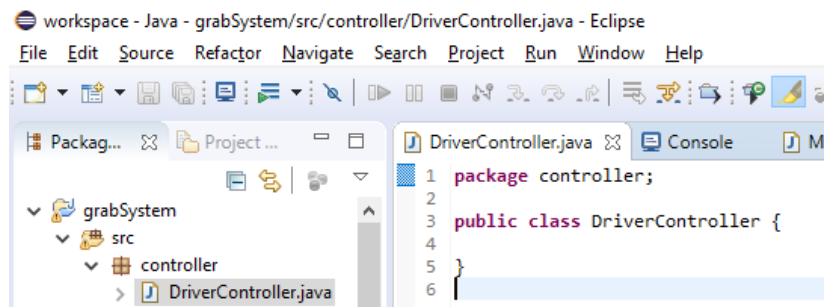 workspace - Java - grabSystem/src/controller/DriverController.java - Eclipse
File Edit Source Refactor Navigate Search Project Run Window Help
Packag... Project ...
DriverController.java Console M
grabSystem
src
controller
DriverController.java
1 package controller;
2
3 public class DriverController {
4
5 }
6